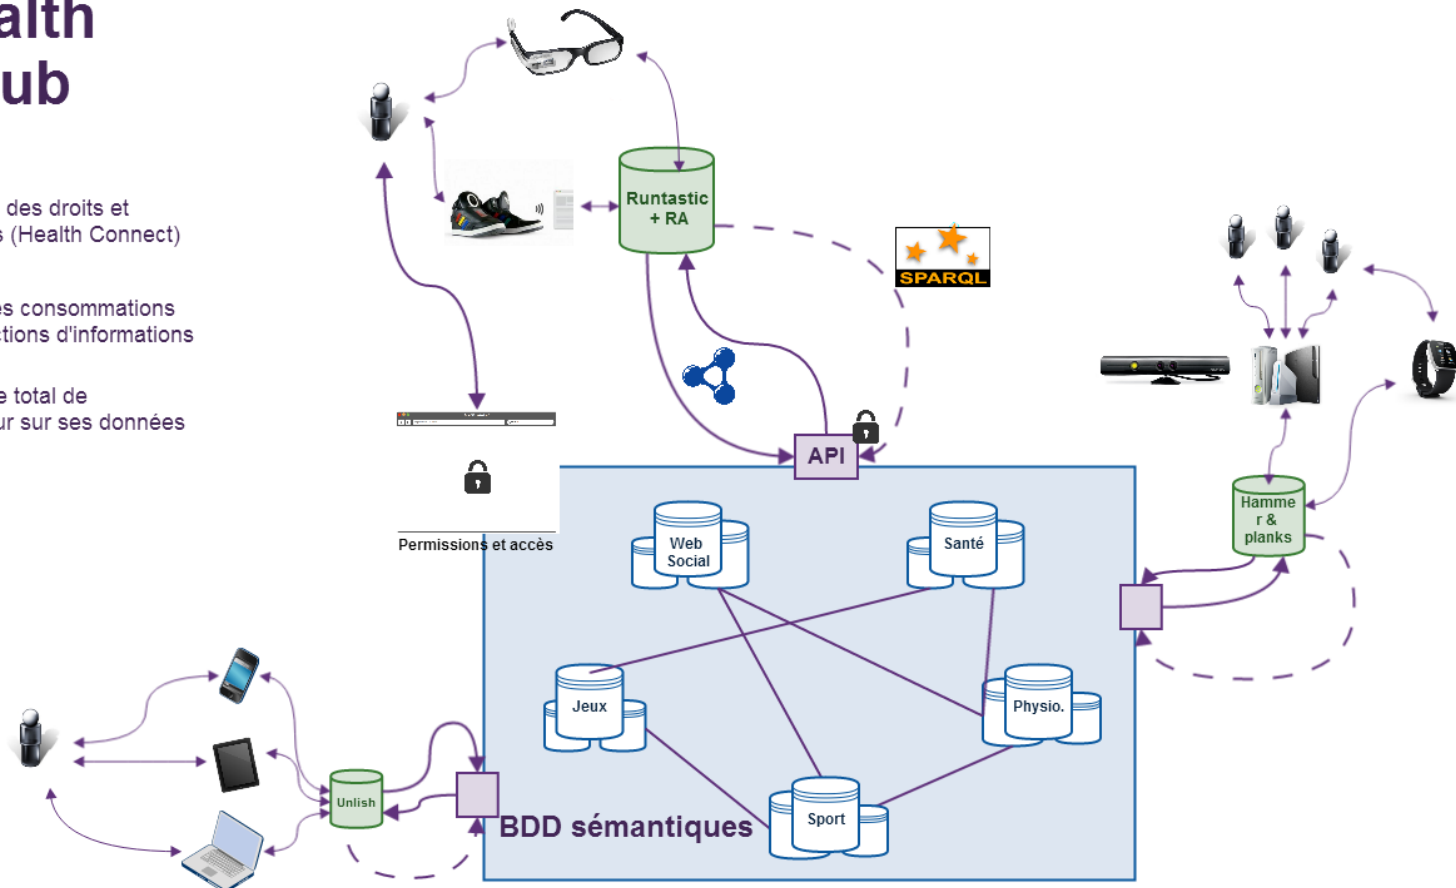 alth
ub
des droits et
s (Health Connect)
es consommations
ctions d'informations
e total de
ur sur ses données
Runtastic
+ RA
SPARQL
API
Permissions et accès
Web
Social
Santé
Hamme
r &
planks
Jeux
Physio.
Sport
Unlish
BDD sémantiques